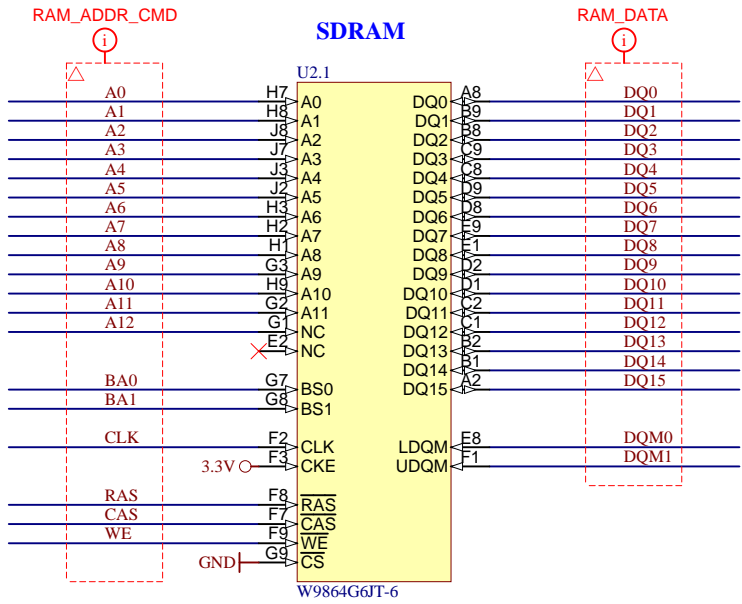 RAM_ADDR_CMD
RAM_DATA
i
SDRAM
i
U2.1
A0 H7 A0 DQ0 A8 DQ0
A1 H8 A1 DQ1 B9 DQ1
A2 J8 A2 DQ2 B8 DQ2
A3 J7 A3 DQ3 C9 DQ3
A4 J3 A4 DQ4 C8 DQ4
A5 J2 A5 DQ5 D9 DQ5
A6 H3 A6 DQ6 D8 DQ6
A7 H2 A7 DQ7 E9 DQ7
A8 H1 A8 DQ8 E1 DQ8
A9 G3 A9 DQ9 D2 DQ9
A10 H9 A10 DQ10 D1 DQ10
A11 G2 A11 DQ11 C2 DQ11
A12 G1 NC DQ12 C1 DQ12
E2 NC DQ13 B2 DQ13
DQ14 B1 DQ14
BA0 G7 BS0 DQ15 A2 DQ15
BA1 G8 BS1
CLK F2 CLK LDQM E8 DQM0
3.3V F3 CKE UDQM F1 DQM1
RAS F8 RAS
CAS F7 CAS
WE F9 WE
GND G9 CS
W9864G6JT-6